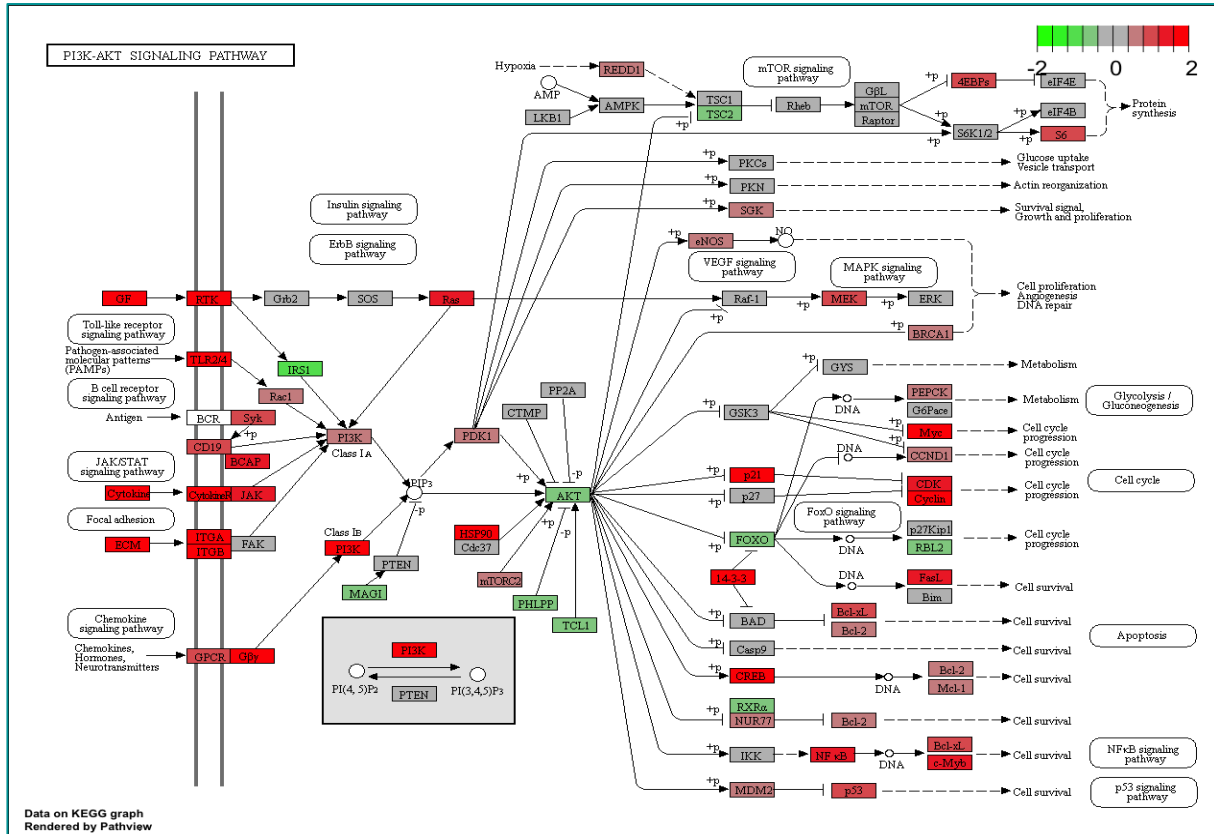 PI3K-AKT SIGNALING PATHWAY
-2 0 2
Hypoxia
REDD1
AMP
LKB1
AMPK
TSC1
TSC2
+p
Rheb
mTOR signaling
pathway
GβL
mTOR
Raptor
+p
4EBPs
eIF4E
+p
+p
S6K1/2
+p
eIF4B
+p
S6
Protein
synthesis
+p
PKCs
Glucose uptake
Vesicle transport
+p
PKN
Actin reorganization
+p
SGK
Survival signal,
Growth and proliferation
Insulin signaling
pathway
ErbB signaling
pathway
+p
eNOS
NO
VEGF signaling
pathway
MAPK signaling
pathway
GF
RTK
Grb2
SOS
Ras
Raf-1
+p
+p
MEK
+p
ERK
+p
BRCA1
Cell proliferation
Angiogenesis
DNA repair
Toll-like receptor
signaling pathway
Pathogen-associated
molecular patterns
(PAMPs)
TLR2/4
IRS1
Rac1
B cell receptor
signaling pathway
Antigen
BCR
Syk
+p
CD19
BCAP
PI3K
Class IA
JAK/STAT
signaling pathway
Cytokine
CytokineR
JAK
Focal adhesion
ECM
ITGA
ITGB
FAK
Class IB
PI3K
PIP3
-p
PTEN
MAGI
Chemokine
signaling pathway
Chemokines,
Hormones,
Neurotransmitters
GPCR
Gβγ
PDK1
CTMP
PP2A
+p
-p
AKT
HSP90
Cdc37
+p
-p
mTORC2
PHLPP
TCL1
PI3K
PI(4,5)P2
PI(3,4,5)P3
PTEN
GYS
Metabolism
+p
GSK3
DNA
PEPCK
G6Pace
Metabolism
Glycolysis /
Gluconeogenesis
+p
Myc
Cell cycle
progression
DNA
+p
CCND1
Cell cycle
progression
+p
p21
+p
p27
CDK
Cyclin
Cell cycle
progression
Cell cycle
FoxO signaling
pathway
+p
FOXO
DNA
p27Kip1
RBL2
Cell cycle
progression
14-3-3
DNA
FasL
Bim
Cell survival
+p
BAD
Bcl-xL
Bcl-2
Cell survival
Apoptosis
+p
Casp9
Cell survival
+p
CREB
DNA
Bcl-2
Mcl-1
Cell survival
+p
RXRα
NUR77
Bcl-2
Cell survival
+p
IKK
NFκB
DNA
Bcl-xL
c-Myb
Cell survival
NFκB signaling
pathway
+p
MDM2
p53
Cell survival
p53 signaling
pathway
Data on KEGG graph
Rendered by Pathview